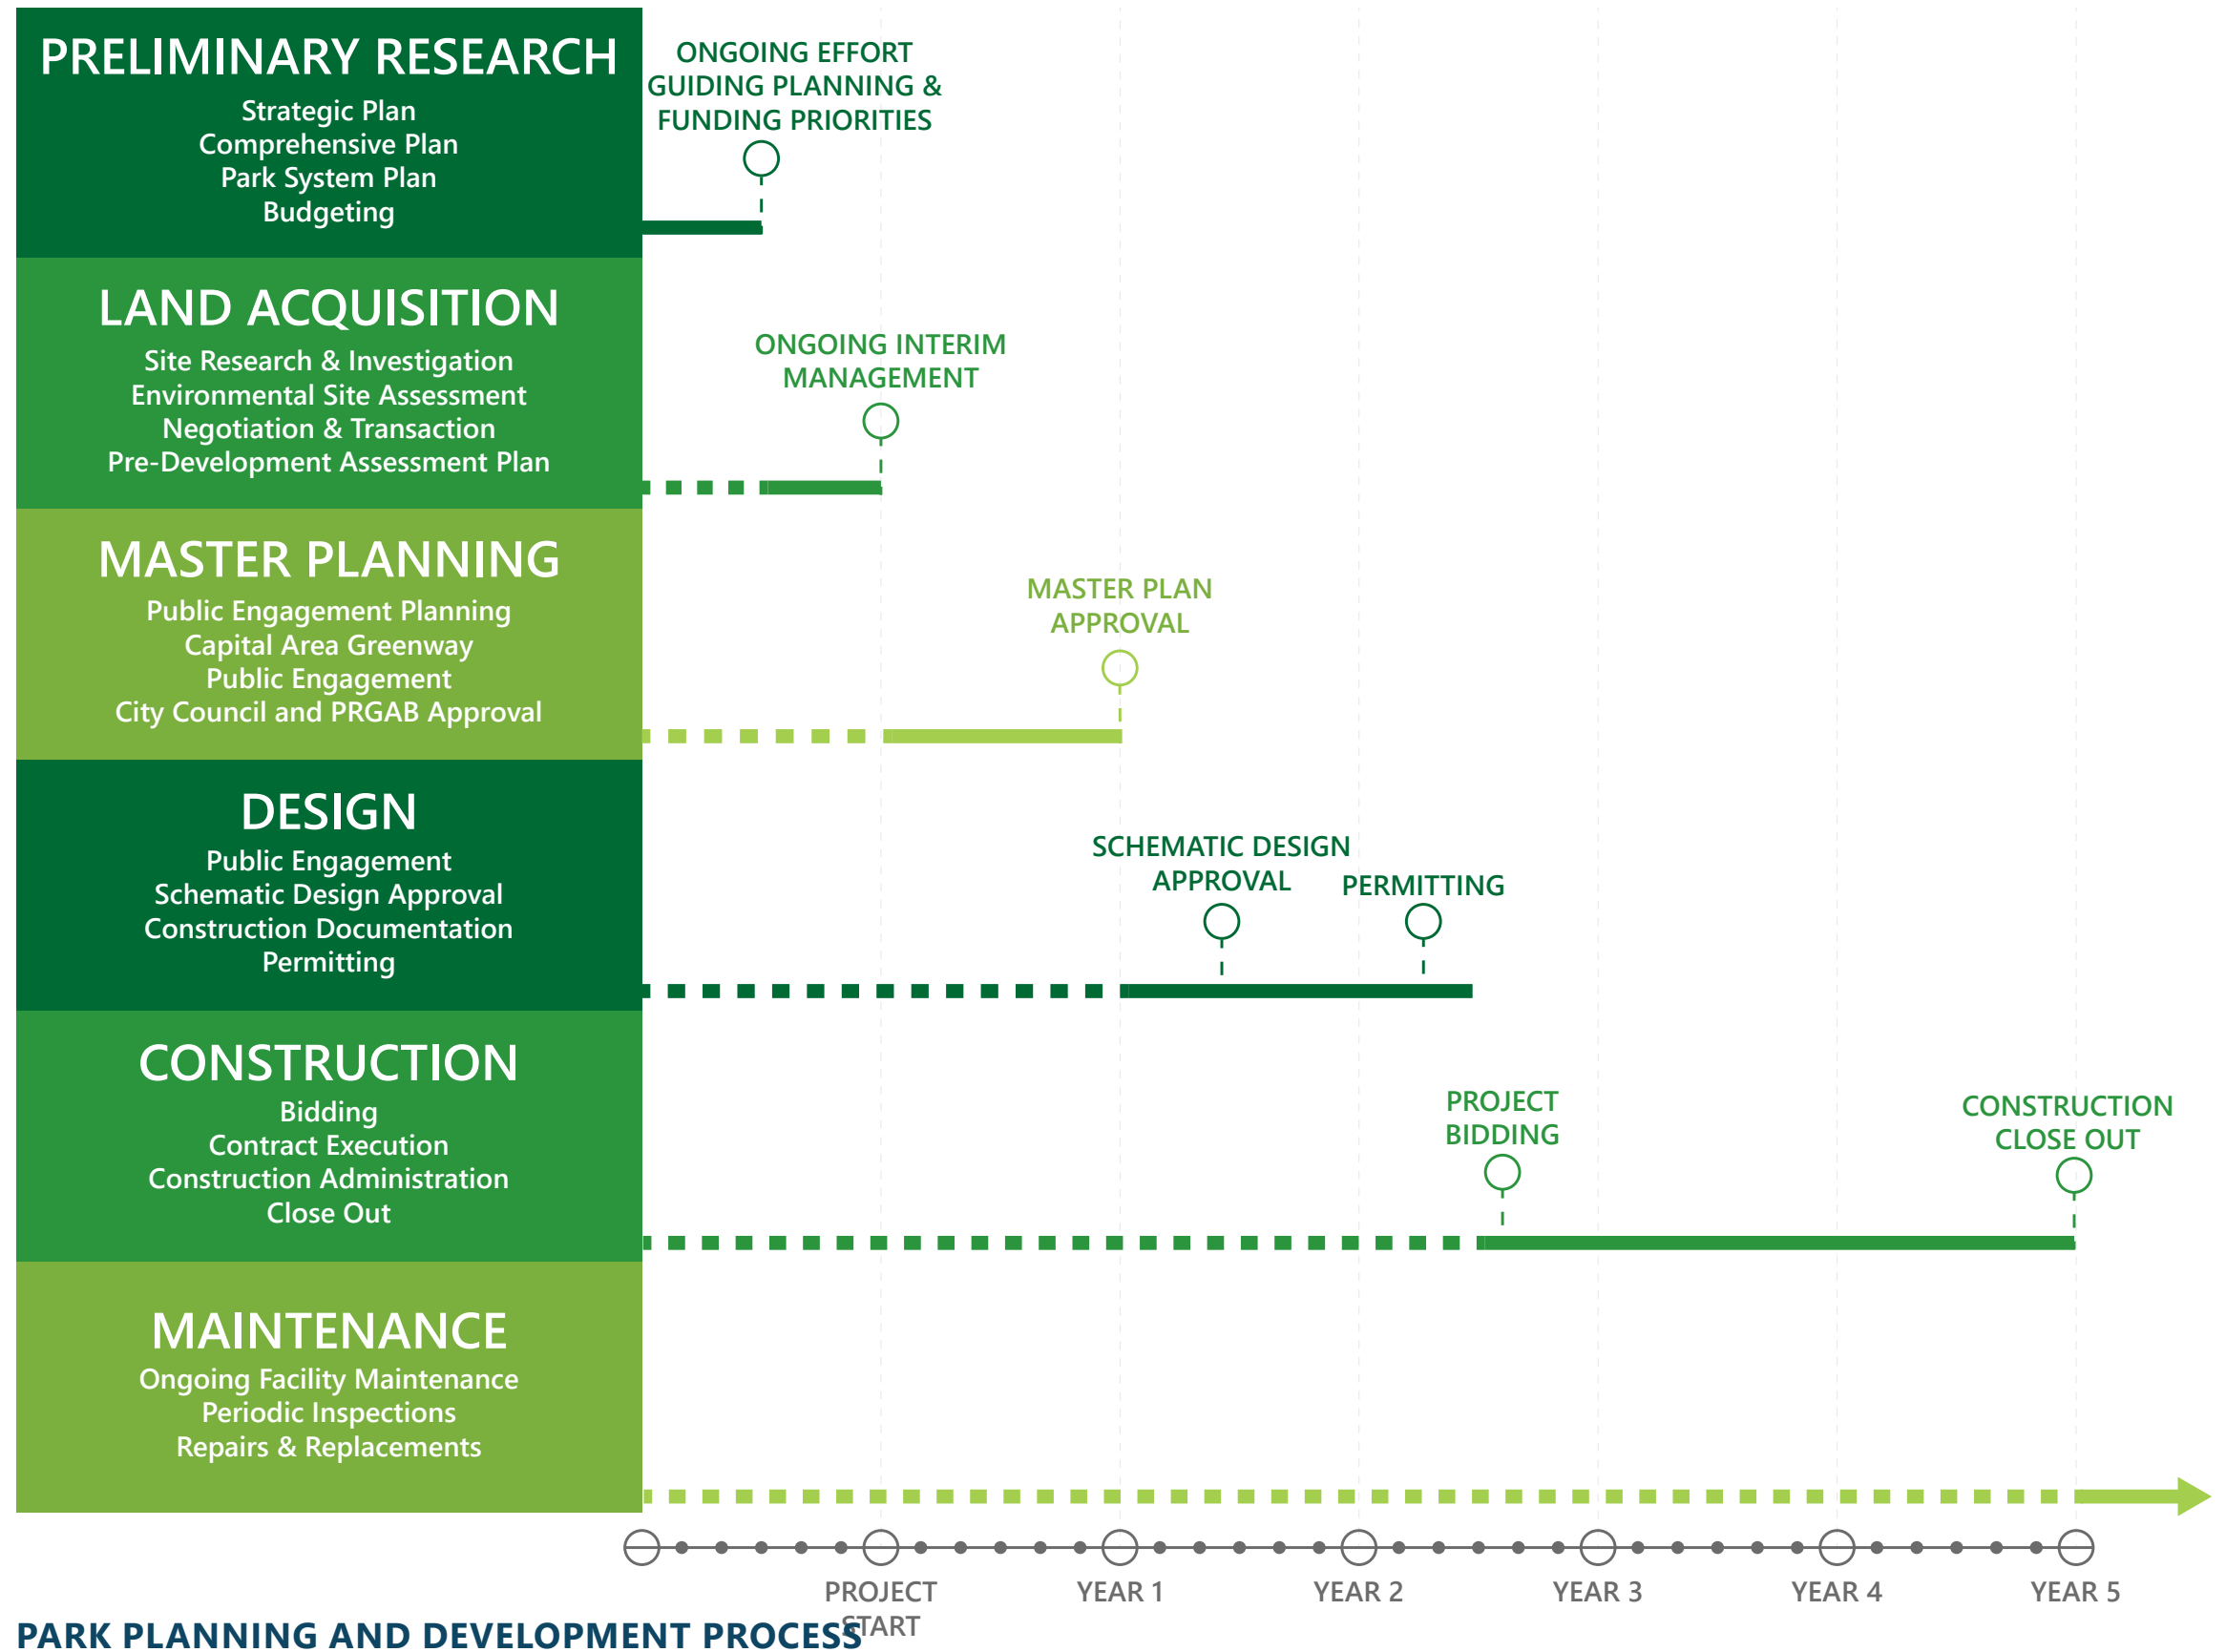 PRELIMINARY RESEARCH
Strategic Plan
Comprehensive Plan
Park System Plan
Budgeting
ONGOING EFFORT
GUIDING PLANNING &
FUNDING PRIORITIES
LAND ACQUISITION
Site Research & Investigation
Environmental Site Assessment
Negotiation & Transaction
Pre-Development Assessment Plan
ONGOING INTERIM
MANAGEMENT
MASTER PLANNING
Public Engagement Planning
Capital Area Greenway
Public Engagement
City Council and PRGAB Approval
MASTER PLAN
APPROVAL
DESIGN
Public Engagement
Schematic Design Approval
Construction Documentation
Permitting
SCHEMATIC DESIGN
APPROVAL
PERMITTING
CONSTRUCTION
Bidding
Contract Execution
Construction Administration
Close Out
PROJECT
BIDDING
CONSTRUCTION
CLOSE OUT
MAINTENANCE
Ongoing Facility Maintenance
Periodic Inspections
Repairs & Replacements
PROJECT
START
YEAR 1
YEAR 2
YEAR 3
YEAR 4
YEAR 5
PARK PLANNING AND DEVELOPMENT PROCESS